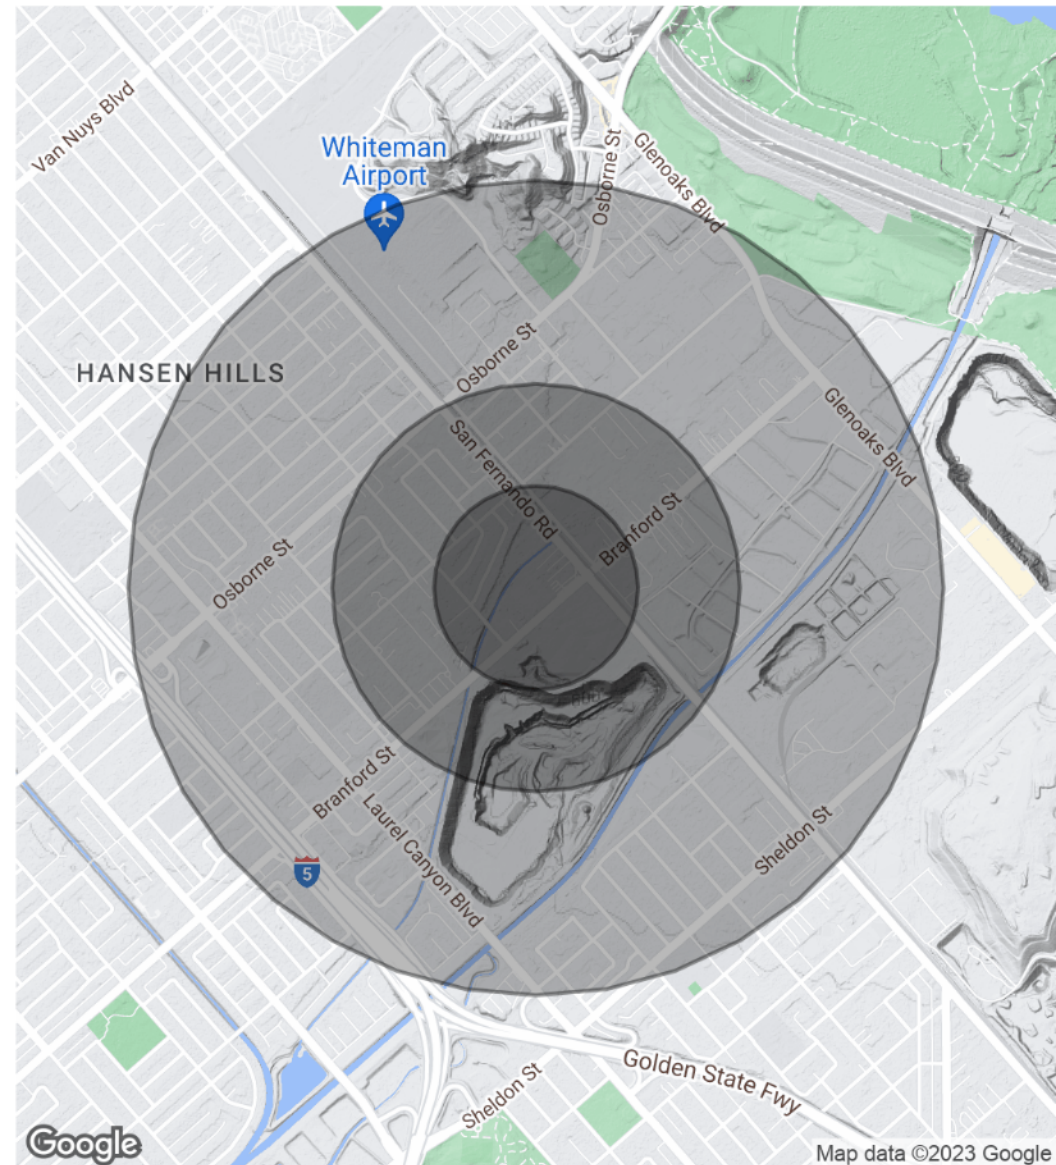 Van Nuys Blvd
Whiteman
Airport
Osborne St
Glenoaks Blvd
Osborne St
HANSEN HILLS
San Fernando Rd
Glenoaks Blvd
Branford St
Osborne St
Branford St
Laurel Canyon Blvd
Sheldon St
5
Golden State Fwy
Sheldon St
Google
Map data ©2023 Google